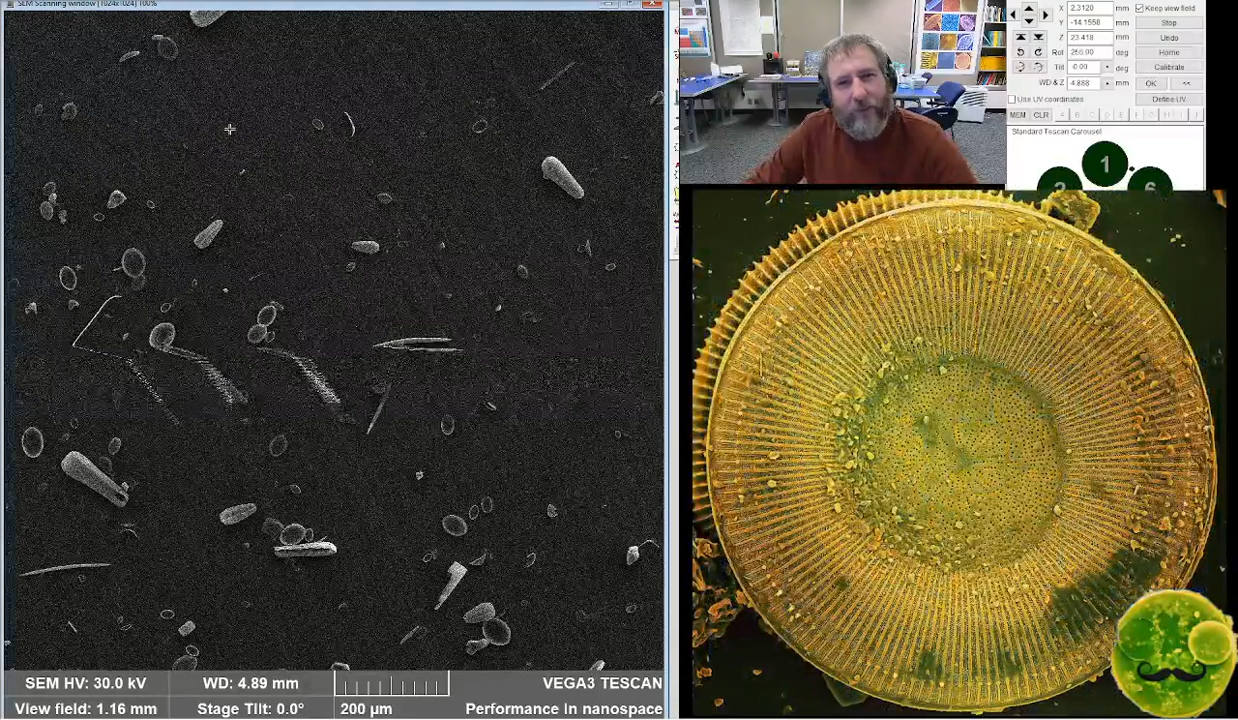 SEM Scanning window [1024x1024] 100%
SEM HV: 30.0 kV
WD: 4.89 mm
VEGA3 TESCAN
View field: 1.16 mm
Stage Tilt: 0.0°
200 µm
Performance in nanospace
X 2.3120 mm Keep view field
Y -14.1558 Stop
Z 23.418 mm Undo
Rot deg Home
Tilt deg Calibrate
WD & Z 4.888 mm OK <<
Use UV coordinates Define UV
MEM CLR
Standard Tescan Carousel
1
2
6